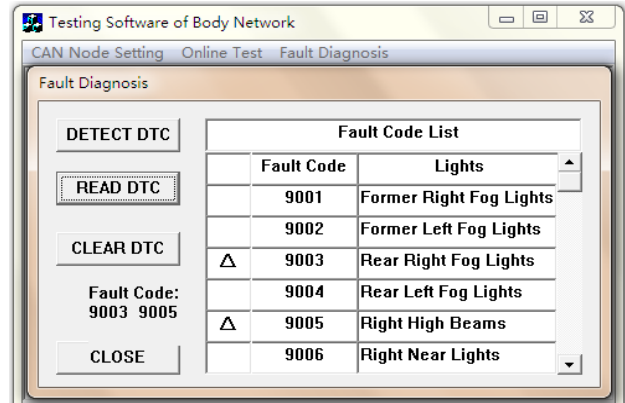 Testing Software of Body Network
CAN Node Setting Online Test Fault Diagnosis
Fault Diagnosis
DETECT DTC
READ DTC
CLEAR DTC
Fault Code:
9003 9005
CLOSE
Fault Code List
Fault Code Lights
9001 Former Right Fog Lights
9002 Former Left Fog Lights
Δ 9003 Rear Right Fog Lights
9004 Rear Left Fog Lights
Δ 9005 Right High Beams
9006 Right Near Lights